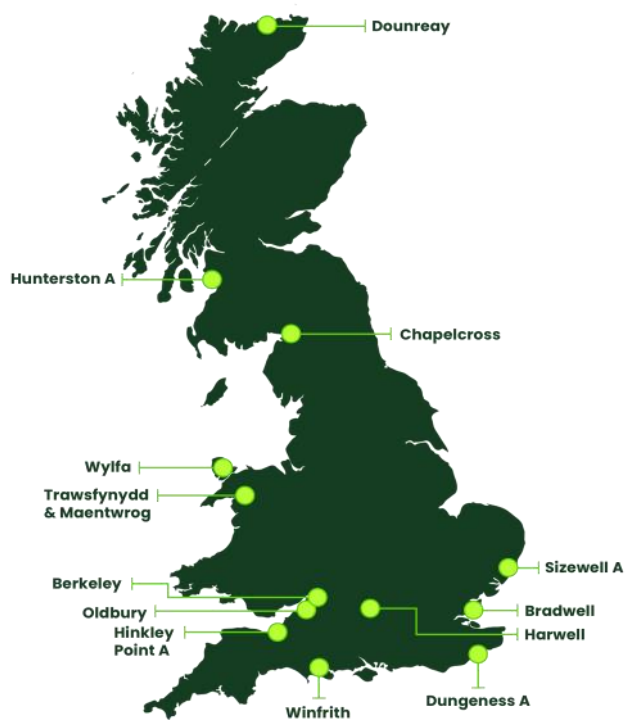 Dounreay
Hunterston A
Chapelcross
Wylfa
Trawsfynydd
& Maentwrog
Sizewell A
Berkeley
Oldbury
Bradwell
Hinkley
Point A
Harwell
Dungeness A
Winfrith